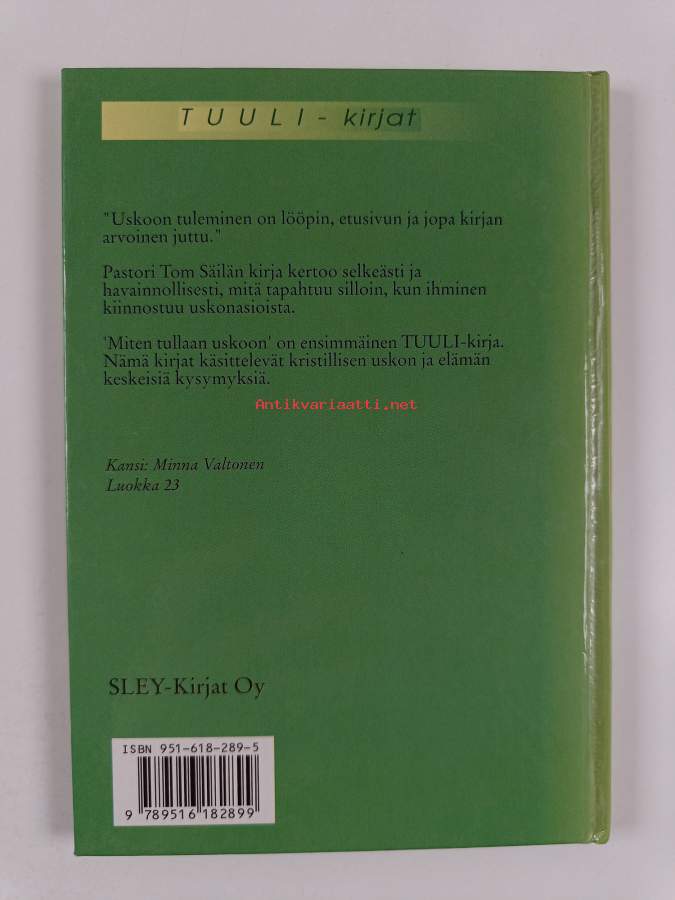 TUULI - kirjat
"Uskoon tuleminen on lööpin, etusivun ja jopa kirjan
arvoinen juttu."
Pastori Tom Säilän kirja kertoo selkeästi ja
havainnollisesti, mitä tapahtuu silloin, kun ihminen
kiinnostuu uskonasioista.
'Miten tullaan uskoon' on ensimmäinen TUULI-kirja.
Nämä kirjat käsittelevät kristillisen uskon ja elämän
keskeisiä kysymyksiä.
Antikvariaatti.net
Kansi: Minna Valtonen
Luokka 23
SLEY-Kirjat Oy
ISBN 951-618-289-5
9 789516 182899